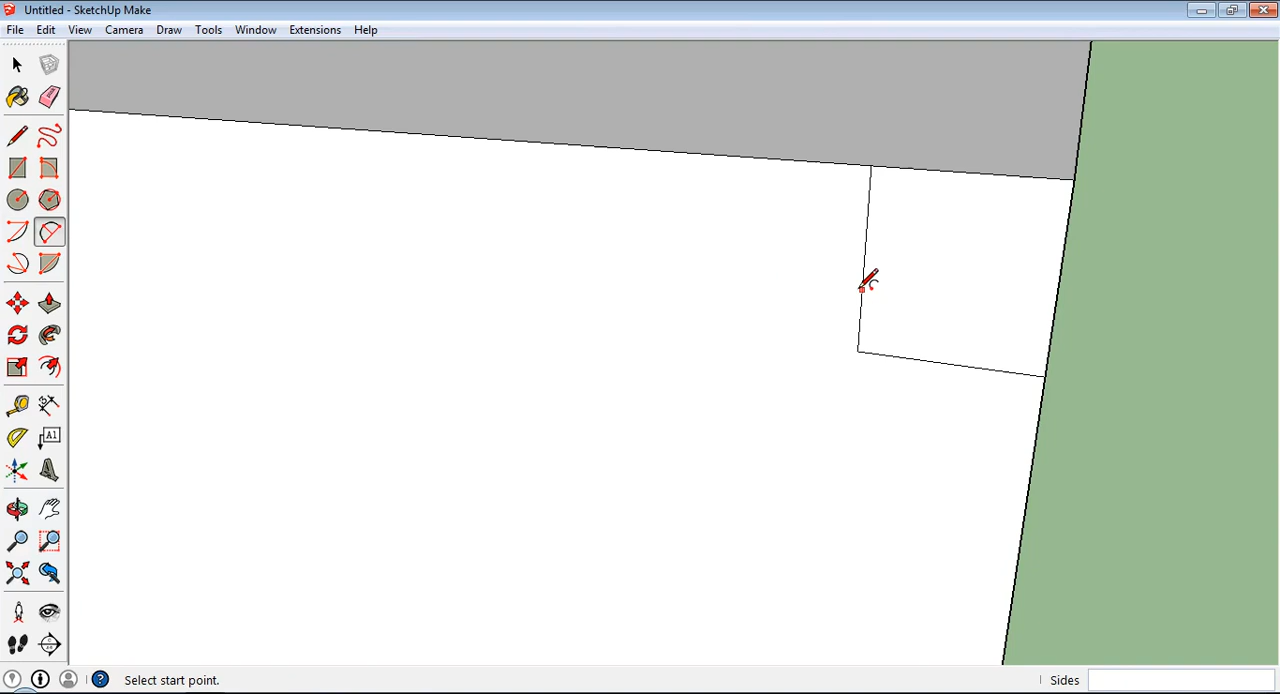 Untitled - SketchUp Make
File Edit View Camera Draw Tools Window Extensions Help
A1
Select start point.
Sides